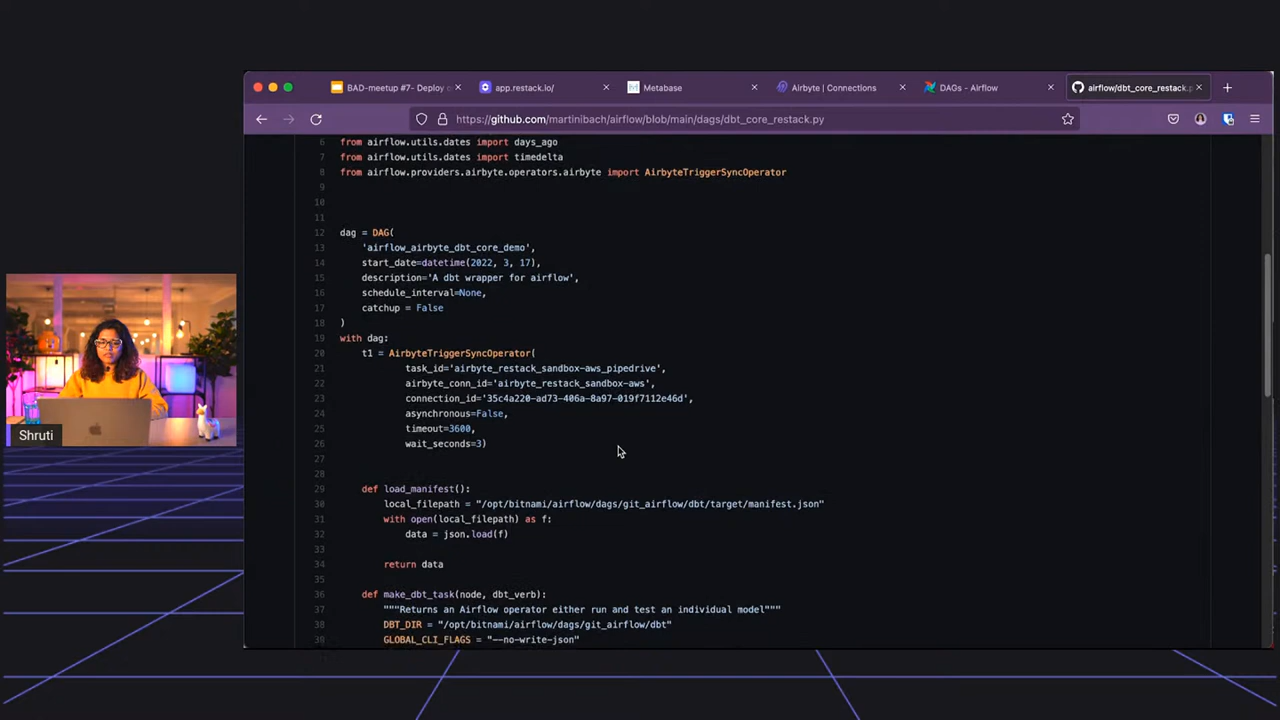 BAD-meetup #7- Deploy o
app.restack.io/
Metabase
Airbyte | Connections
DAGs - Airflow
airflow/dbt_core_restack.p
https://github.com/martinibach/airflow/blob/main/dags/dbt_core_restack.py
6 from airflow.utils.dates import days_ago
7 from airflow.utils.dates import timedelta
8 from airflow.providers.airbyte.operators.airbyte import AirbyteTriggerSyncOperator
9
10
11
12 dag = DAG(
13 'airflow_airbyte_dbt_core_demo',
14 start_date=datetime(2022, 3, 17),
15 description='A dbt wrapper for airflow',
16 schedule_interval=None,
17 catchup = False
18 )
19 with dag:
20 t1 = AirbyteTriggerSyncOperator(
21 task_id='airbyte_restack_sandbox-aws_pipedrive',
22 airbyte_conn_id='airbyte_restack_sandbox-aws',
23 connection_id='35c4a220-ad73-406a-8a97-019f7112e46d',
24 asynchronous=False,
25 timeout=3600,
26 wait_seconds=3)
27
28
29 def load_manifest():
30 local_filepath = "/opt/bitnami/airflow/dags/git_airflow/dbt/target/manifest.json"
31 with open(local_filepath) as f:
32 data = json.load(f)
33
34 return data
35
36 def make_dbt_task(node, dbt_verb):
37 """Returns an Airflow operator either run and test an individual model"""
38 DBT_DIR = "/opt/bitnami/airflow/dags/git_airflow/dbt"
39 GLOBAL_CLI_FLAGS = "--no-write-json"
Shruti